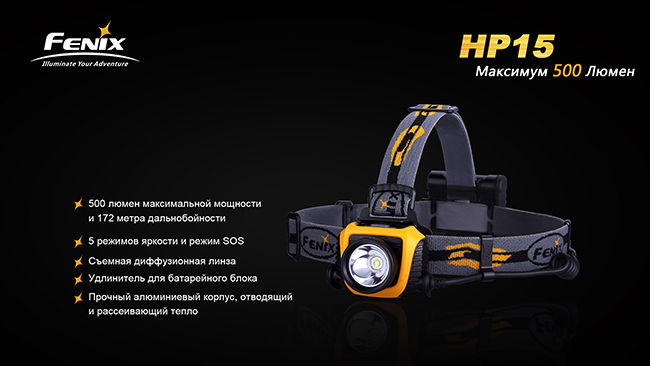 FENIX
Illuminate Your Adventure
HP15
Максимум 500 Люмен
500 люмен максимальной мощности
и 172 метра дальнобойности
5 режимов яркости и режим SOS
Съемная диффузионная линза
Удлинитель для батарейного блока
Прочный алюминиевый корпус, отводящий
и рассеивающий тепло
FENIX
FENIX